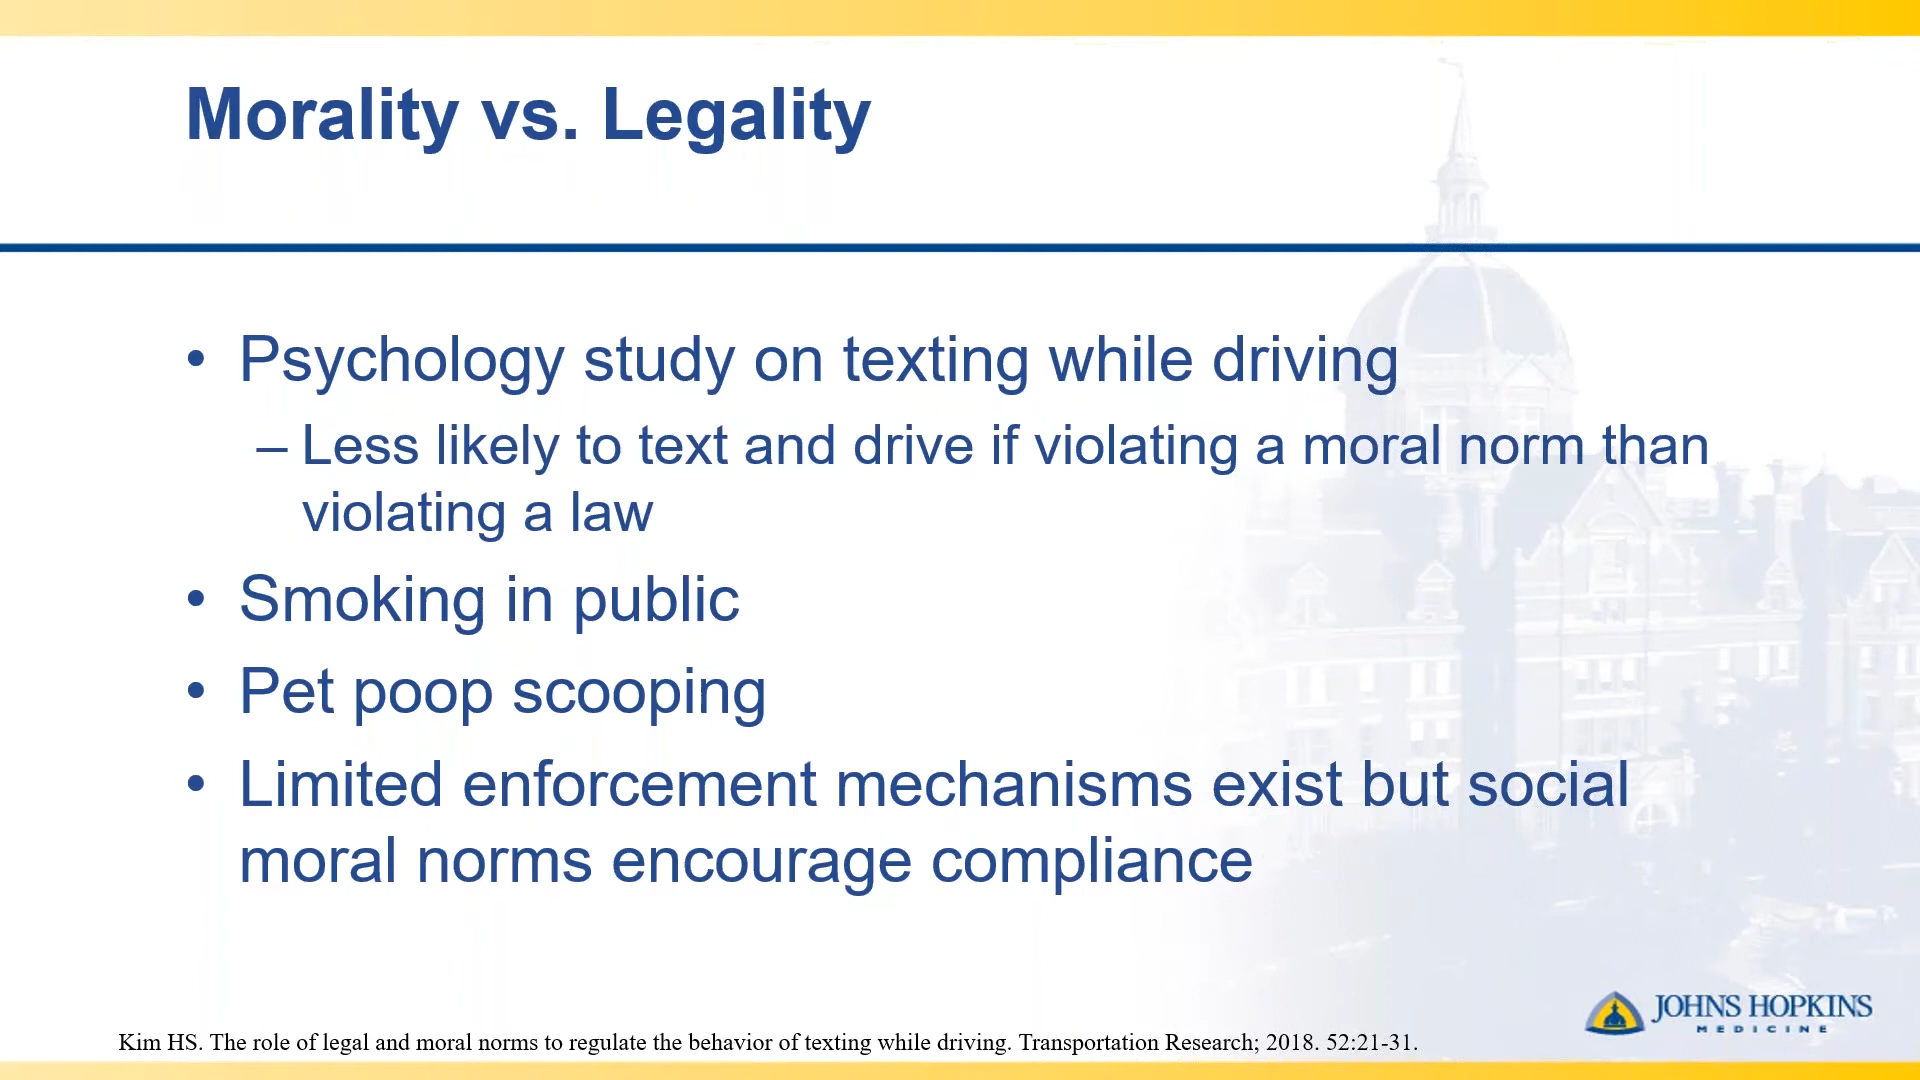 Morality vs. Legality
• Psychology study on texting while driving
– Less likely to text and drive if violating a moral norm than
violating a law
• Smoking in public
• Pet poop scooping
• Limited enforcement mechanisms exist but social
moral norms encourage compliance
JOHNS HOPKINS
MEDICINE
Kim HS. The role of legal and moral norms to regulate the behavior of texting while driving. Transportation Research; 2018. 52:21-31.